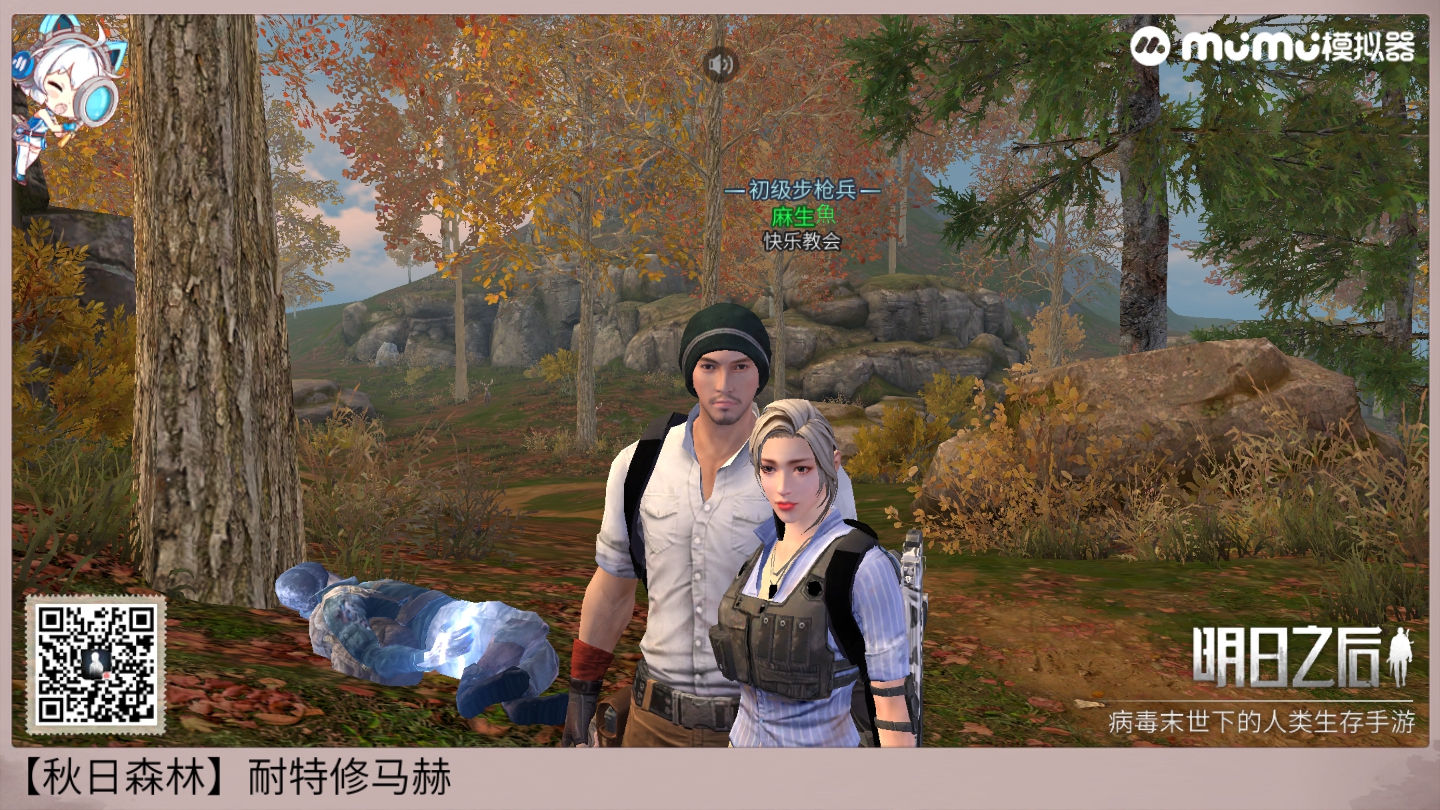 mumu模拟器
初级步枪兵
麻生魚
快乐教会
明日之后
病毒末世下的人类生存手游
【秋日森林】耐特修马赫